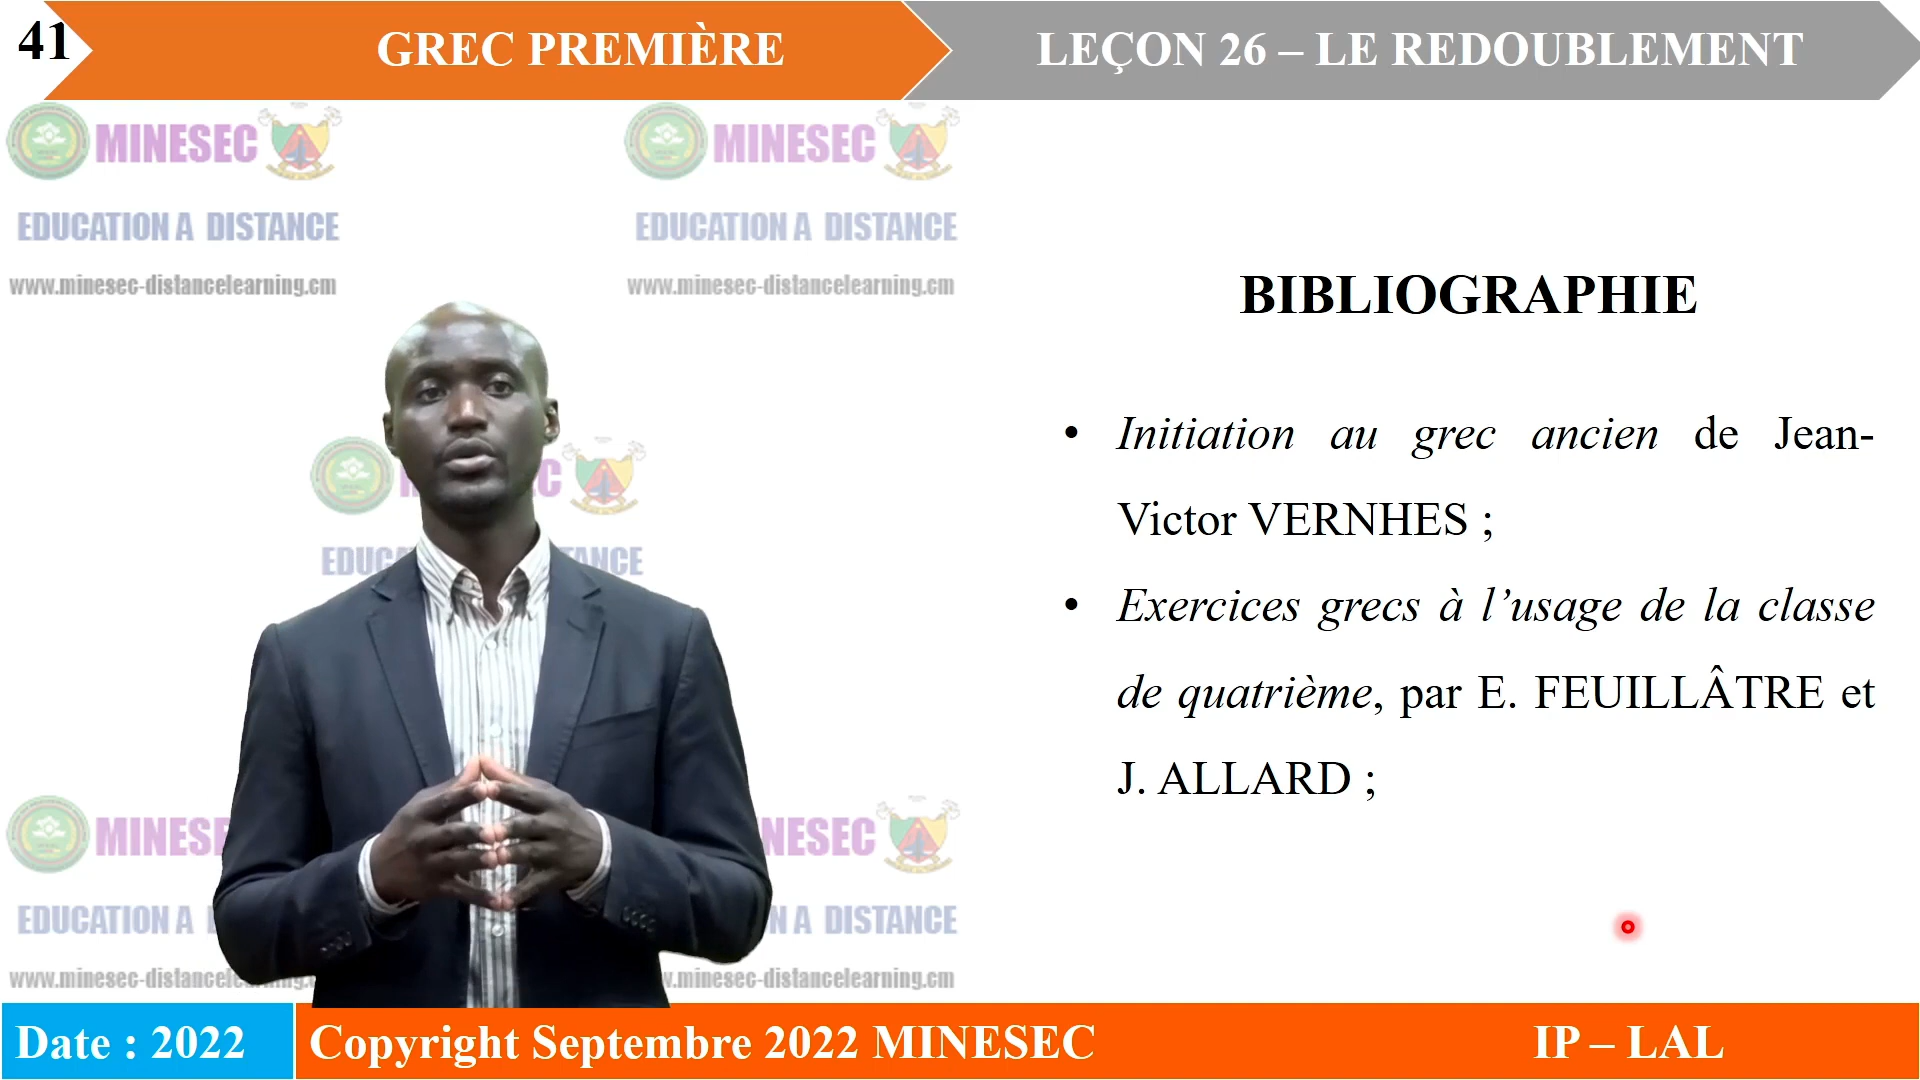 41
GREC PREMIÈRE
LEÇON 26 – LE REDOUBLEMENT
MINESEC
EDUCATION A DISTANCE
www.minesec-distancelearning.cm
MINESEC
EDUCATION A DISTANCE
www.minesec-distancelearning.cm
BIBLIOGRAPHIE
• Initiation au grec ancien de Jean-
Victor VERNHES ;
• Exercices grecs à l’usage de la classe
de quatrième, par E. FEUILLÂTRE et
J. ALLARD ;
Date : 2022
Copyright Septembre 2022 MINESEC
IP – LAL